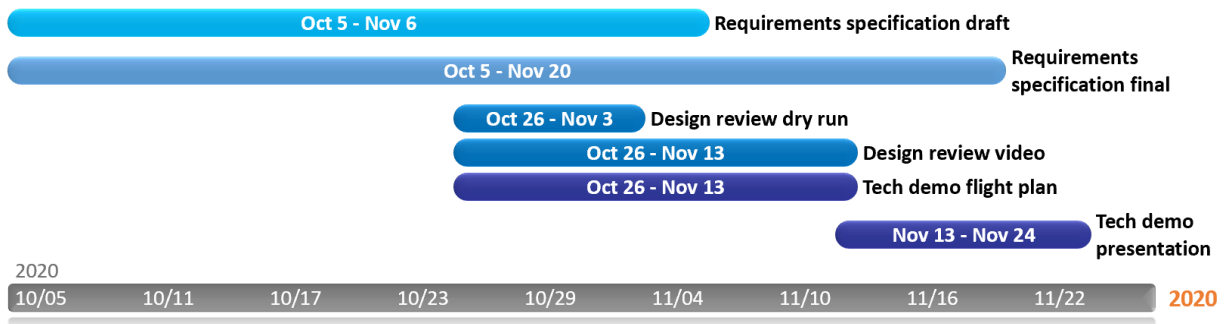 Oct 5 - Nov 6 Requirements specification draft
Oct 5 - Nov 20 Requirements
specification final
Oct 26 - Nov 3 Design review dry run
Oct 26 - Nov 13 Design review video
Oct 26 - Nov 13 Tech demo flight plan
Nov 13 - Nov 24 Tech demo
presentation
2020
10/05 10/11 10/17 10/23 10/29 11/04 11/10 11/16 11/22 2020